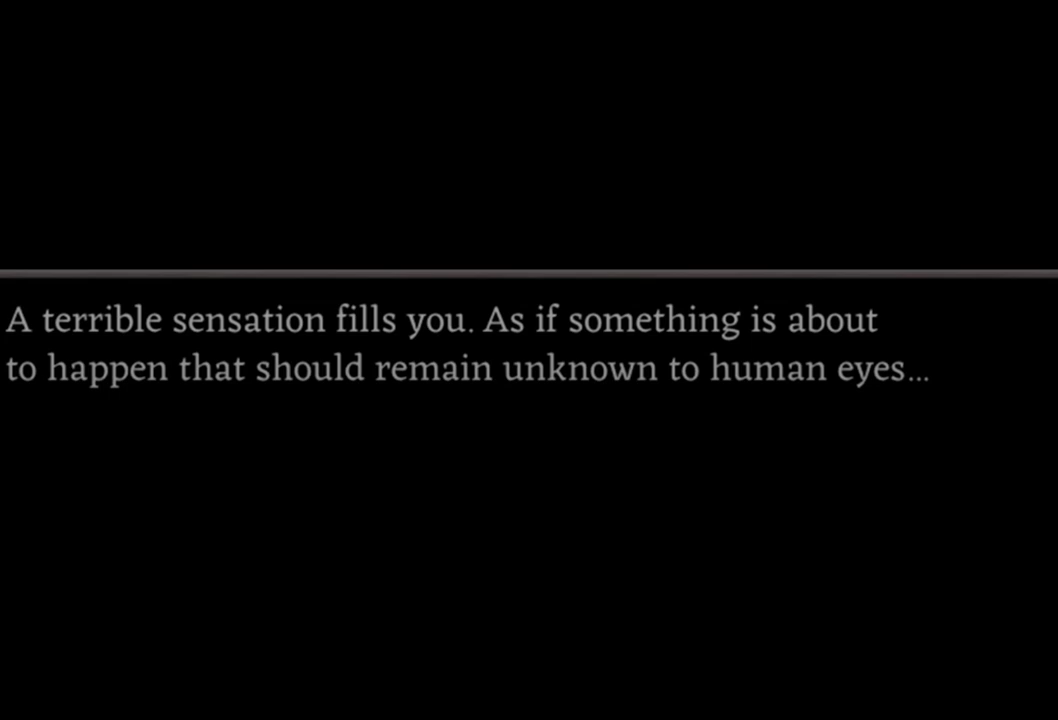 A terrible sensation fills you. As if something is about
to happen that should remain unknown to human eyes...